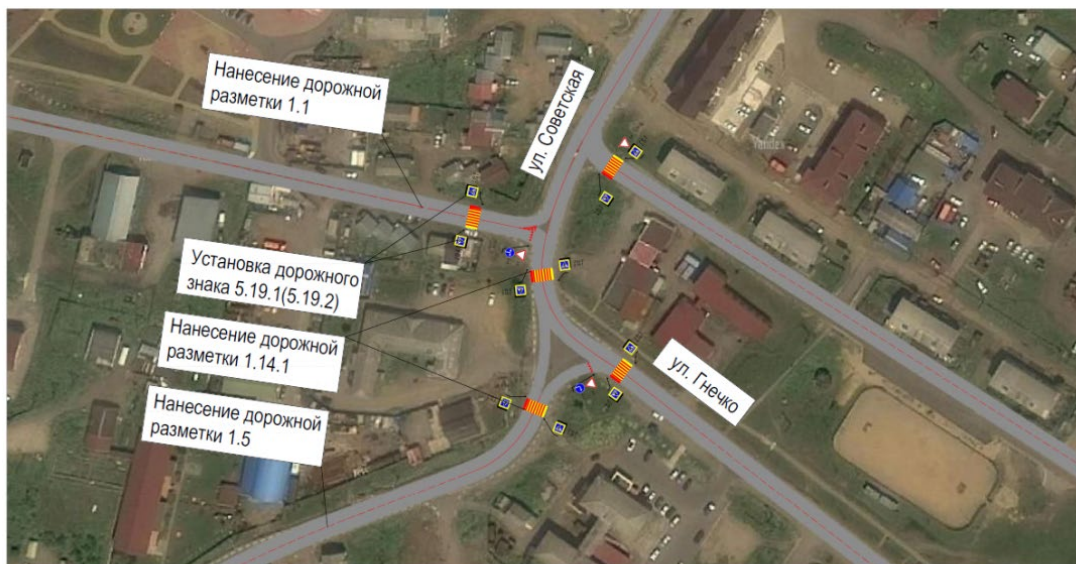 Нанесение дорожной
разметки 1.1
ул. Советская
Yandex
Установка дорожного
знака 5.19.1(5.19.2)
Нанесение дорожной
разметки 1.14.1
ул. Гнечко
Нанесение дорожной
разметки 1.5